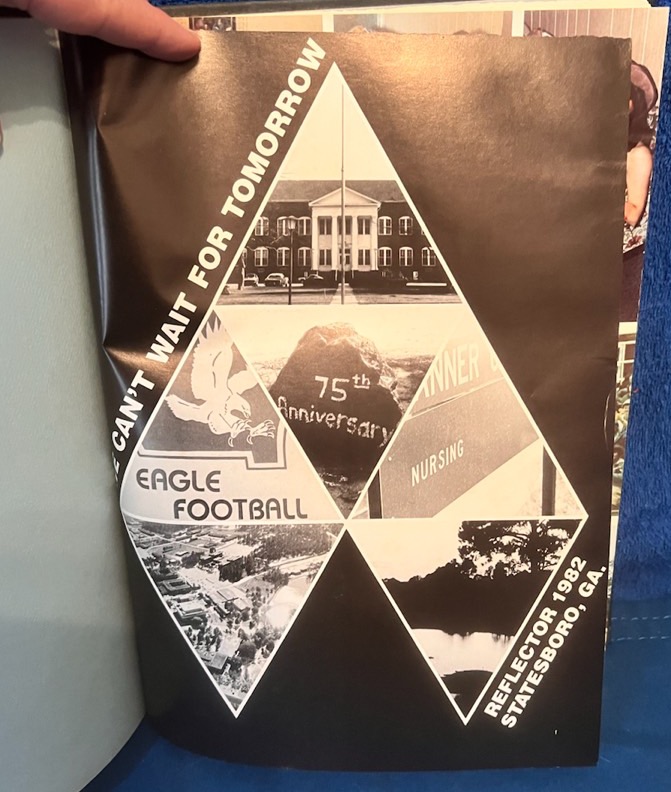 CAN'T WAIT FOR TOMORROW
75th
Anniversary
NURSING
EAGLE
FOOTBALL
REFLECTOR 1982
STATESBORO, GA.